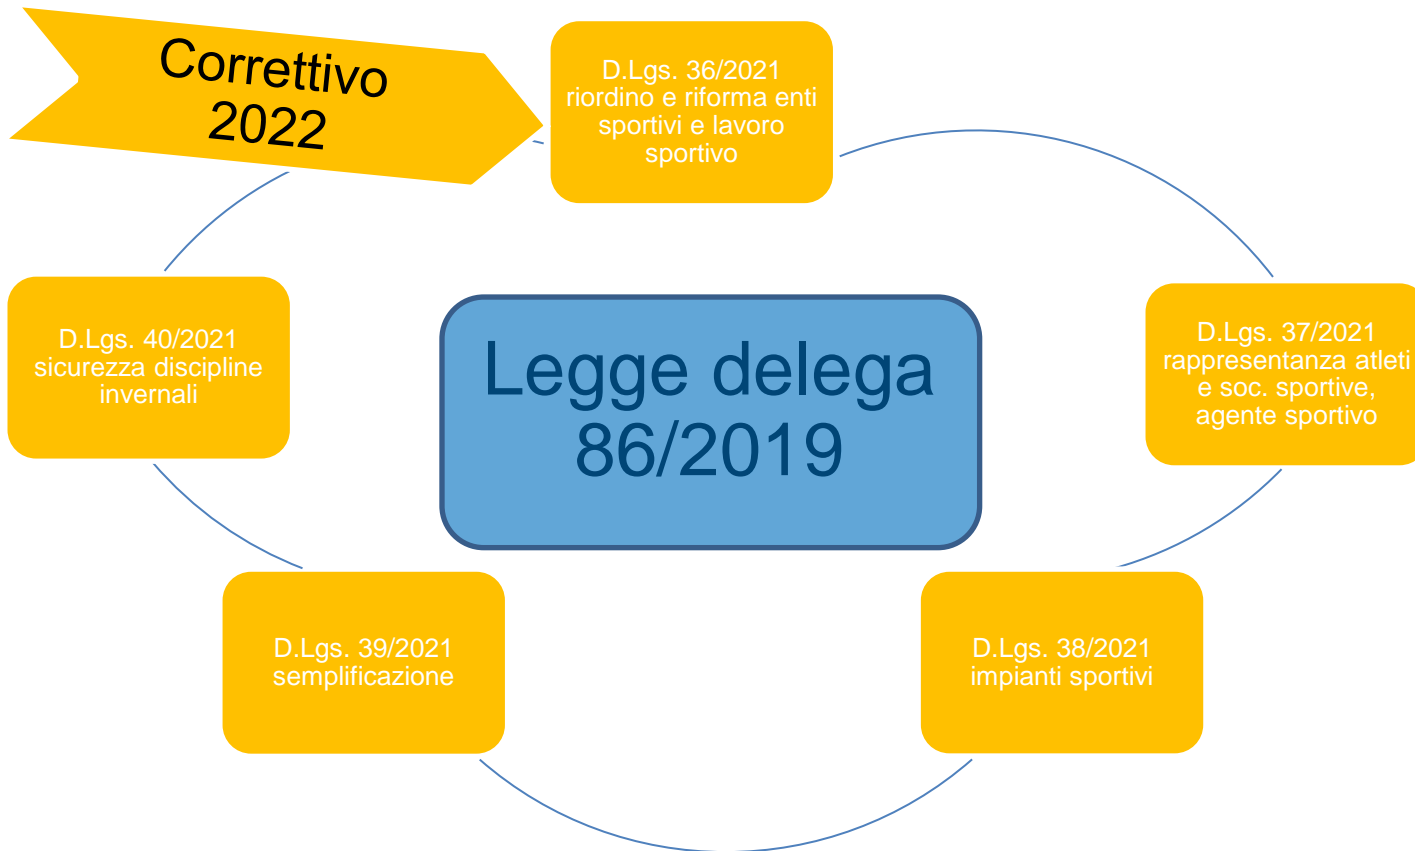 Correttivo
2022
D.Lgs. 36/2021
riordino e riforma enti
sportivi e lavoro
sportivo
D.Lgs. 40/2021
sicurezza discipline
invernali
Legge delega
86/2019
D.Lgs. 37/2021
rappresentanza atleti
e soc. sportive,
agente sportivo
D.Lgs. 39/2021
semplificazione
D.Lgs. 38/2021
impianti sportivi